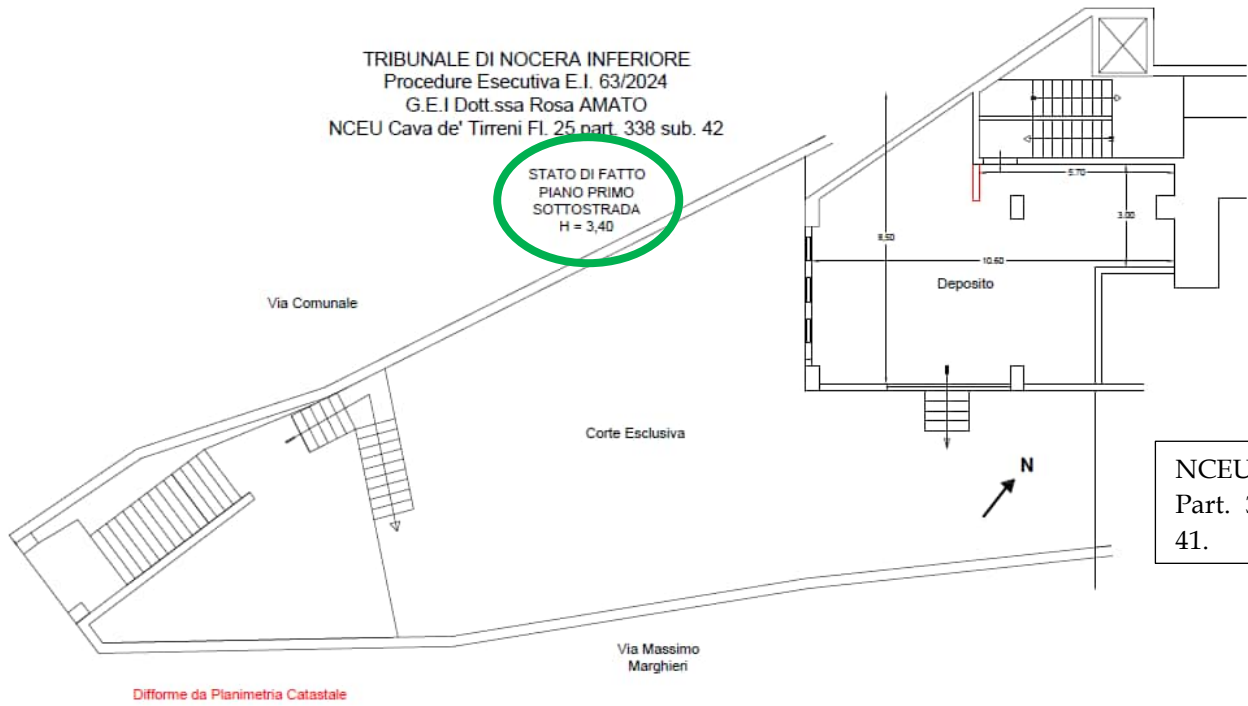 TRIBUNALE DI NOCERA INFERIORE
Procedure Esecutiva E.I. 63/2024
G.E.I Dott.ssa Rosa AMATO
NCEU Cava de' Tirreni Fl. 25 part. 338 sub. 42
STATO DI FATTO
PIANO PRIMO
SOTTOSTRADA
H = 3,40
5.70
3.00
8.50
10.60
Deposito
Via Comunale
Corte Esclusiva
N
NCEU
Part.
41.
Via Massimo
Marghieri
Difforme da Planimetria Catastale